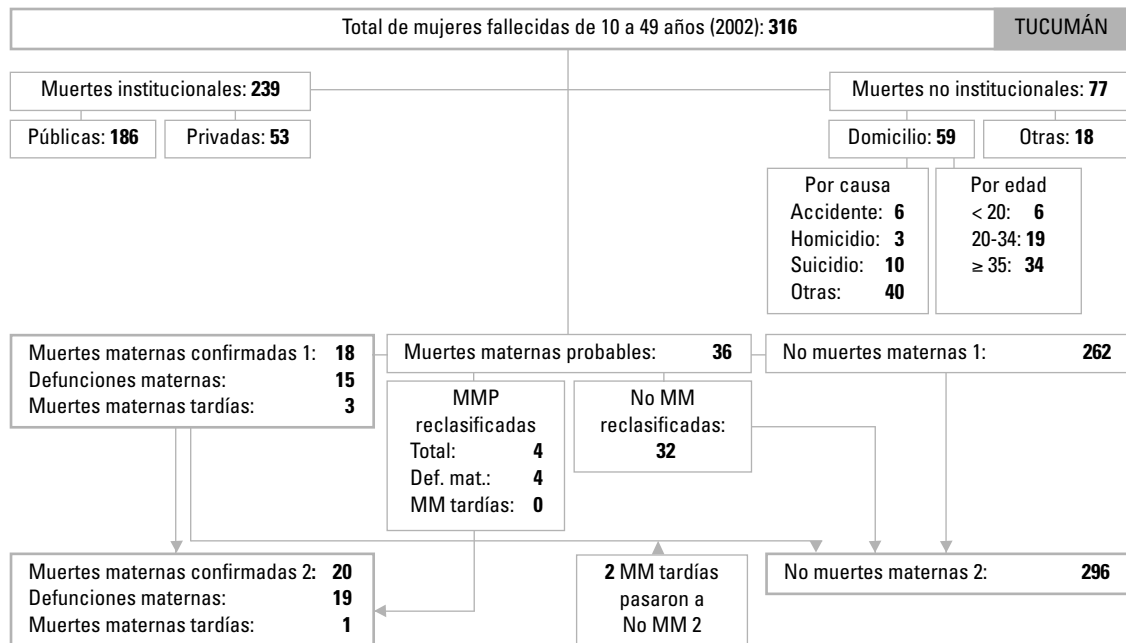 Total de mujeres fallecidas de 10 a 49 años (2002): 316
TUCUMÁN
Muertes institucionales: 239
Muertes no institucionales: 77
Públicas: 186
Privadas: 53
Domicilio: 59
Otras: 18
Por causa
Accidente: 6
Homicidio: 3
Suicidio: 10
Otras: 40
Por edad
< 20: 6
20-34: 19
≥ 35: 34
Muertes maternas confirmadas 1: 18
Defunciones maternas: 15
Muertes maternas tardías: 3
Muertes maternas probables: 36
No muertes maternas 1: 262
MMP
reclasificadas
Total: 4
Def. mat.: 4
MM tardías: 0
No MM
reclasificadas:
32
Muertes maternas confirmadas 2: 20
Defunciones maternas: 19
Muertes maternas tardías: 1
2 MM tardías
pasaron a
No MM 2
No muertes maternas 2: 296